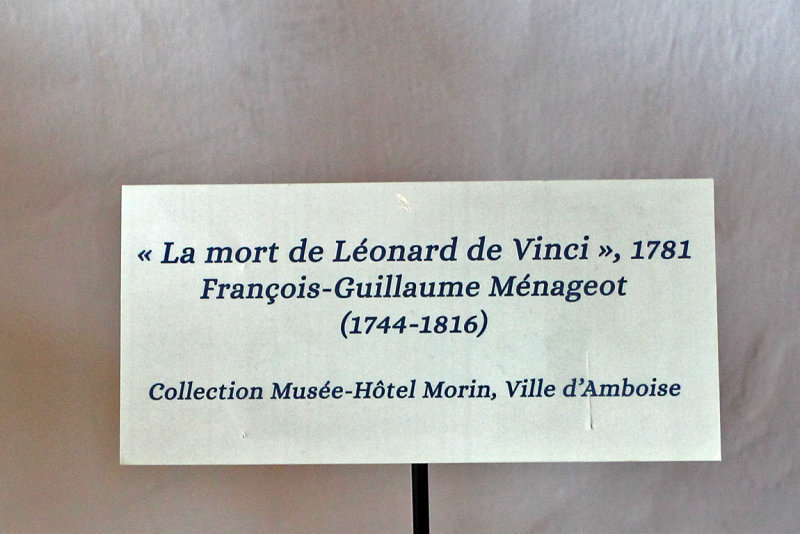 « La mort de Léonard de Vinci », 1781
François-Guillaume Ménageot
(1744-1816)
Collection Musée-Hôtel Morin, Ville d’Amboise